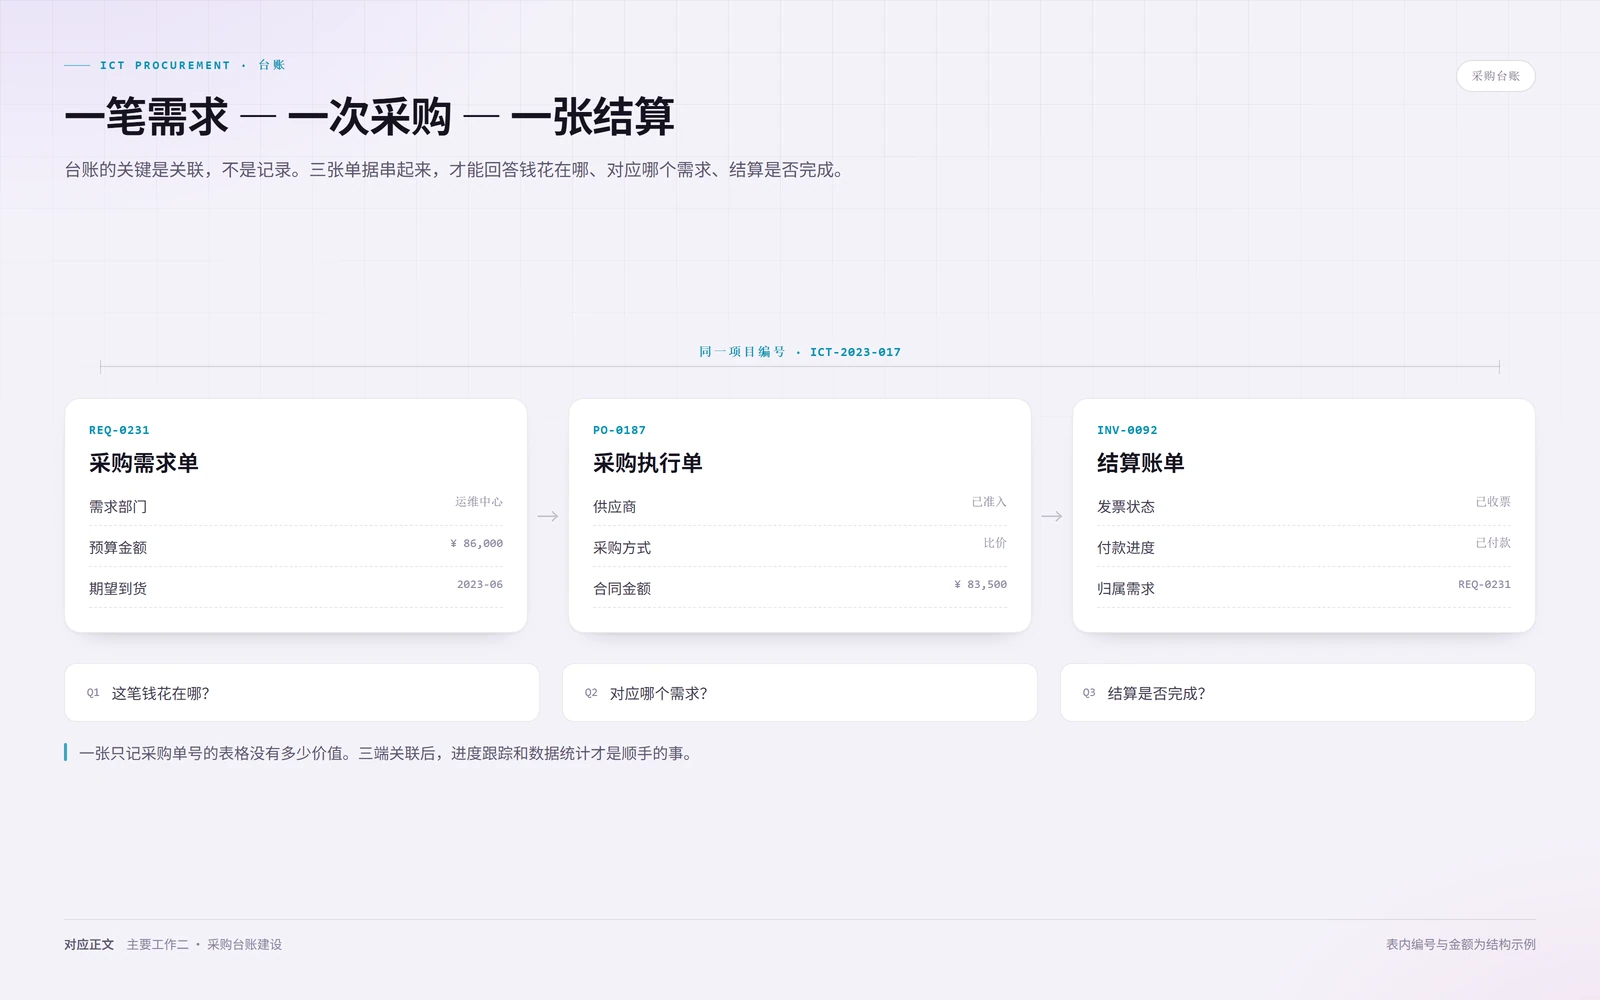 ICT PROCUREMENT · 台账
采购台账
一笔需求 — 一次采购 — 一张结算
台账的关键是关联，不是记录。三张单据串起来，才能回答钱花在哪、对应哪个需求、结算是否完成。
同一项目编号 · ICT-2023-017
REQ-0231
采购需求单
需求部门 运维中心
预算金额 ¥ 86,000
期望到货 2023-06
→
PO-0187
采购执行单
供应商 已准入
采购方式 比价
合同金额 ¥ 83,500
→
INV-0092
结算账单
发票状态 已收票
付款进度 已付款
归属需求 REQ-0231
Q1 这笔钱花在哪？
Q2 对应哪个需求？
Q3 结算是否完成？
一张只记采购单号的表格没有多少价值。三端关联后，进度跟踪和数据统计才是顺手的事。
对应正文 主要工作二 · 采购台账建设
表内编号与金额为结构示例